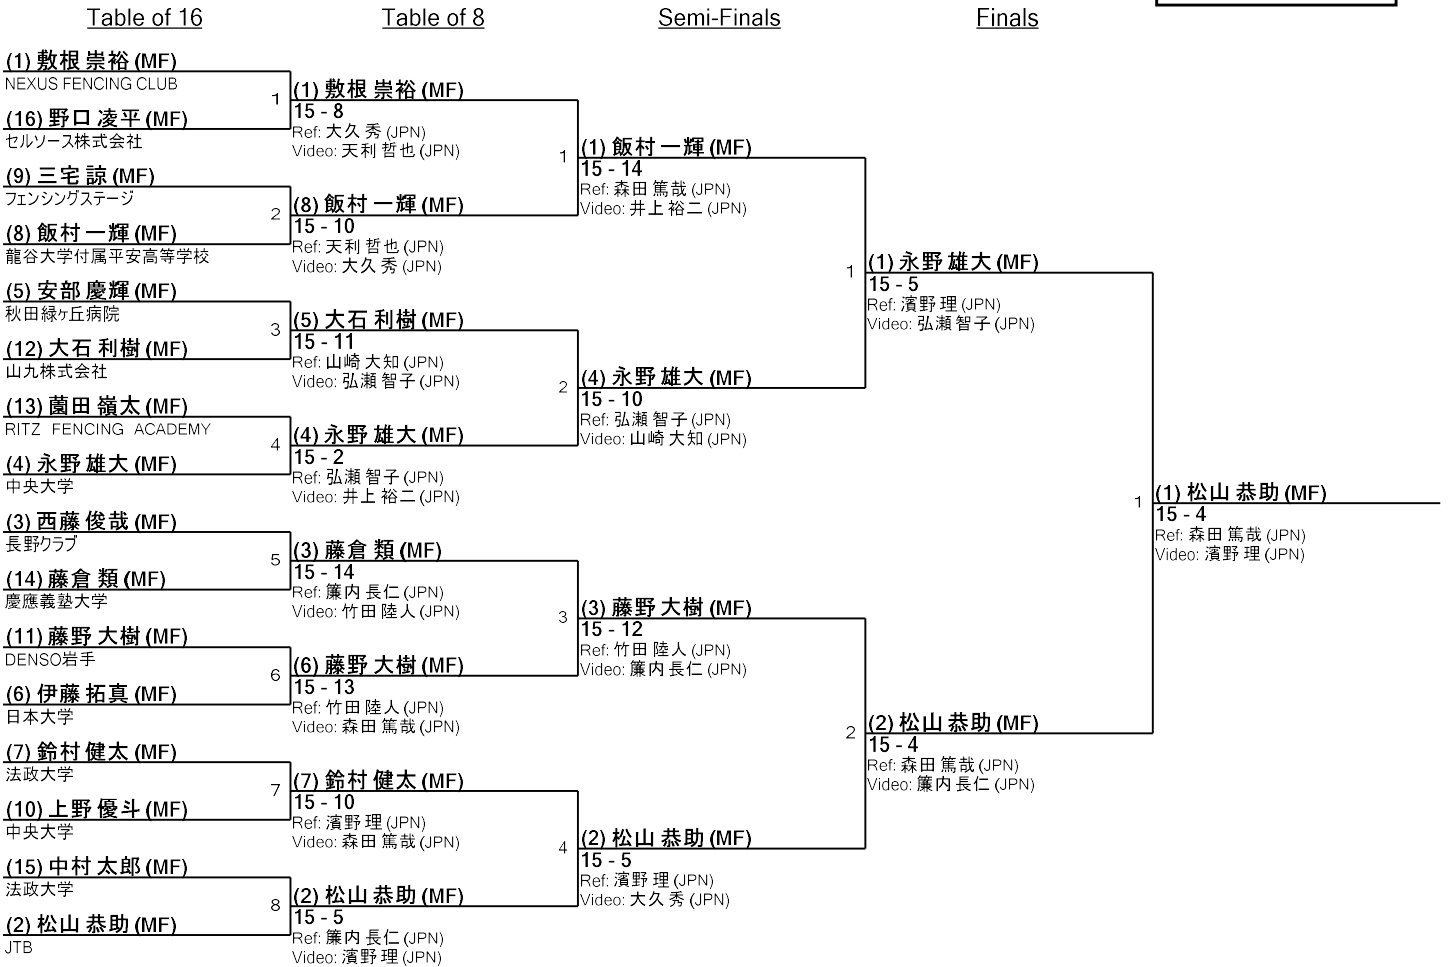 Table of 16
Table of 8
Semi-Finals
Finals
(1) 敷根 崇裕 (MF)
NEXUS FENCING CLUB
1
(16) 野口 凌平 (MF)
セルソース株式会社
(9) 三宅 諒 (MF)
フェンシングステージ
2
(8) 飯村 一輝 (MF)
龍谷大学付属平安高等学校
(5) 安部 慶輝 (MF)
秋田緑ヶ丘病院
3
(12) 大石 利樹 (MF)
山九株式会社
(13) 薗田 嶺太 (MF)
RITZ FENCING ACADEMY
4
(4) 永野 雄大 (MF)
中央大学
(3) 西藤 俊哉 (MF)
長野クラブ
5
(14) 藤倉 類 (MF)
慶應義塾大学
(11) 藤野 大樹 (MF)
DENSO岩手
6
(6) 伊藤 拓真 (MF)
日本大学
(7) 鈴村 健太 (MF)
法政大学
7
(10) 上野 優斗 (MF)
中央大学
(15) 中村 太郎 (MF)
法政大学
8
(2) 松山 恭助 (MF)
JTB
(1) 敷根 崇裕 (MF)
15 - 8
Ref: 大久 秀 (JPN)
Video: 天利 哲也 (JPN)
1
(8) 飯村 一輝 (MF)
15 - 10
Ref: 天利 哲也 (JPN)
Video: 大久 秀 (JPN)
(5) 大石 利樹 (MF)
15 - 11
Ref: 山崎 大知 (JPN)
Video: 弘瀬 智子 (JPN)
2
(4) 永野 雄大 (MF)
15 - 2
Ref: 弘瀬 智子 (JPN)
Video: 井上 裕二 (JPN)
(3) 藤倉 類 (MF)
15 - 14
Ref: 簾内 長仁 (JPN)
Video: 竹田 陸人 (JPN)
3
(6) 藤野 大樹 (MF)
15 - 13
Ref: 竹田 陸人 (JPN)
Video: 森田 篤哉 (JPN)
(7) 鈴村 健太 (MF)
15 - 10
Ref: 濱野 理 (JPN)
Video: 森田 篤哉 (JPN)
4
(2) 松山 恭助 (MF)
15 - 5
Ref: 簾内 長仁 (JPN)
Video: 濱野 理 (JPN)
(1) 飯村 一輝 (MF)
15 - 14
Ref: 森田 篤哉 (JPN)
Video: 井上 裕二 (JPN)
1
(4) 永野 雄大 (MF)
15 - 10
Ref: 弘瀬 智子 (JPN)
Video: 山崎 大知 (JPN)
(3) 藤野 大樹 (MF)
15 - 12
Ref: 竹田 陸人 (JPN)
Video: 簾内 長仁 (JPN)
2
(2) 松山 恭助 (MF)
15 - 5
Ref: 濱野 理 (JPN)
Video: 大久 秀 (JPN)
(1) 永野 雄大 (MF)
15 - 5
Ref: 濱野 理 (JPN)
Video: 弘瀬 智子 (JPN)
1
(2) 松山 恭助 (MF)
15 - 4
Ref: 森田 篤哉 (JPN)
Video: 簾内 長仁 (JPN)
(1) 松山 恭助 (MF)
15 - 4
Ref: 森田 篤哉 (JPN)
Video: 濱野 理 (JPN)